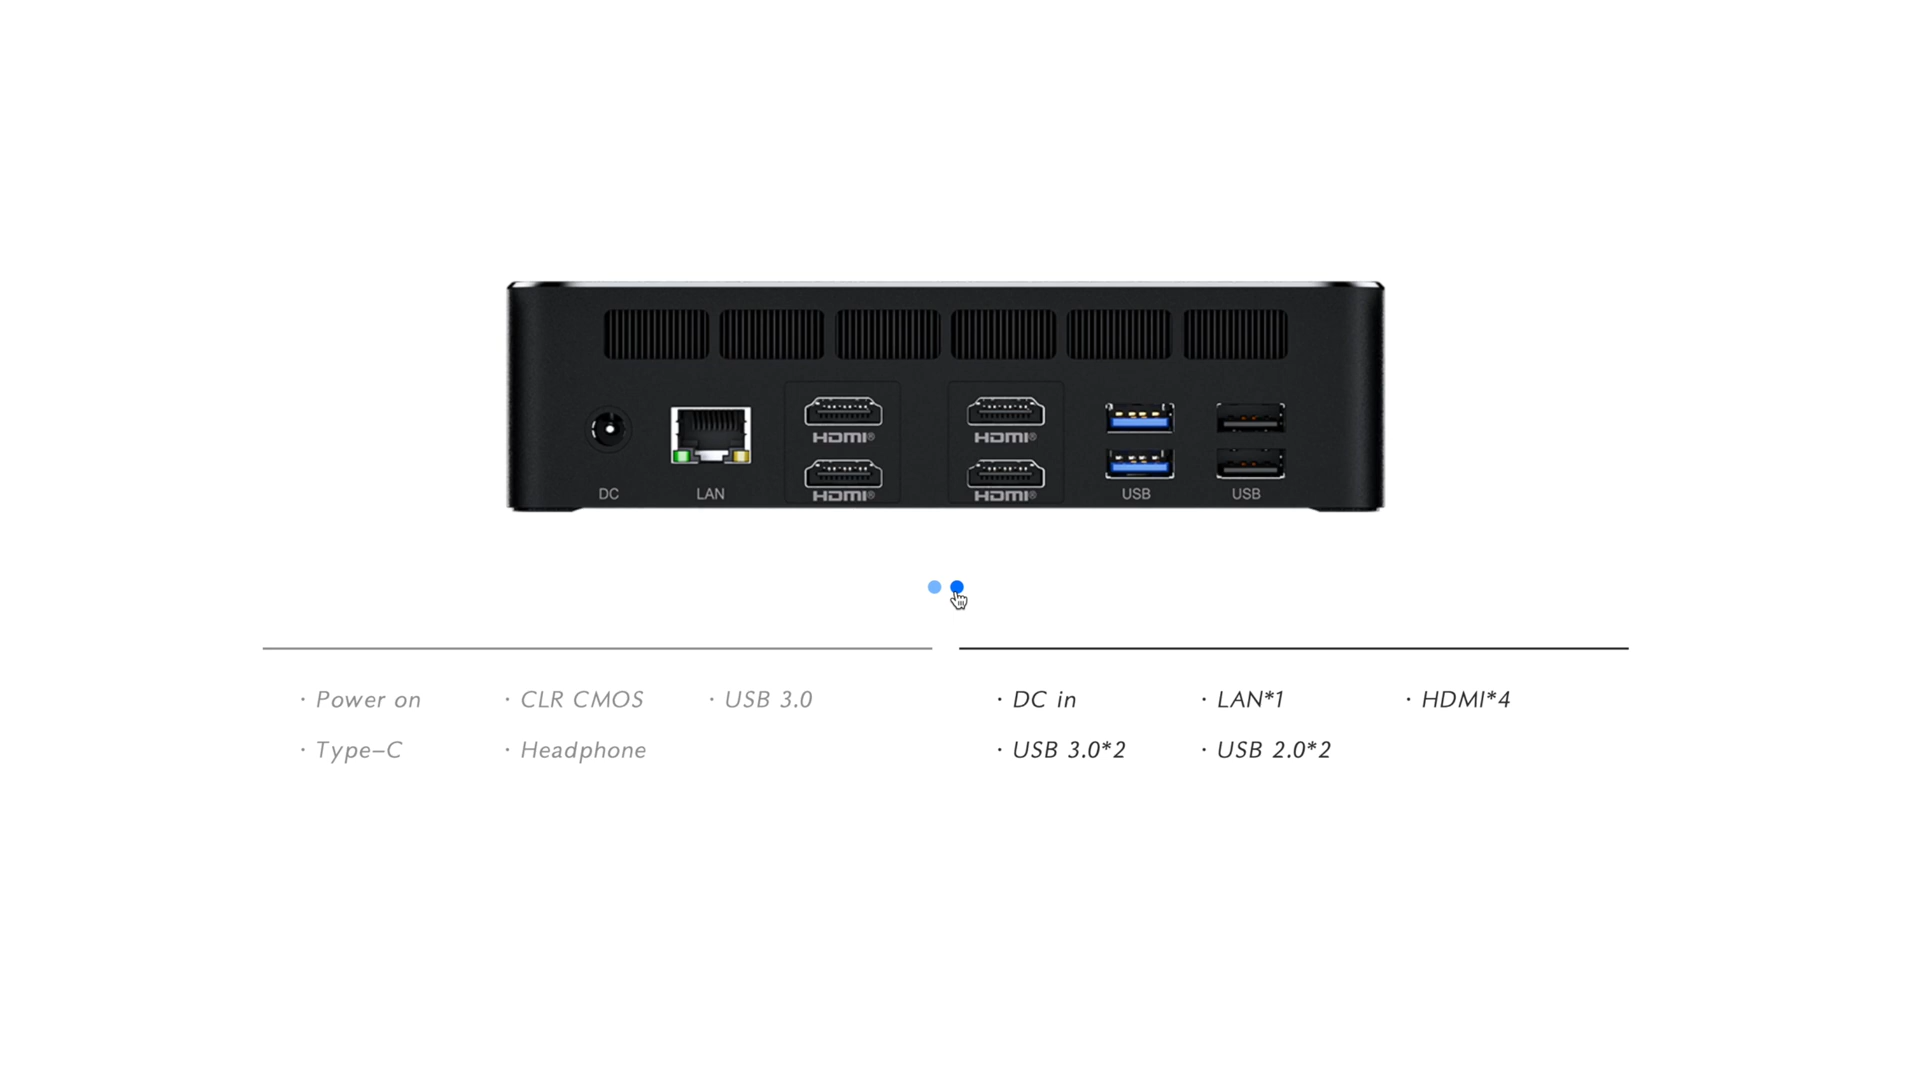 HDMI® HDMI®
HDMI® HDMI®
DC LAN USB USB
· Power on · CLR CMOS · USB 3.0
· Type-C · Headphone
· DC in · LAN*1 · HDMI*4
· USB 3.0*2 · USB 2.0*2